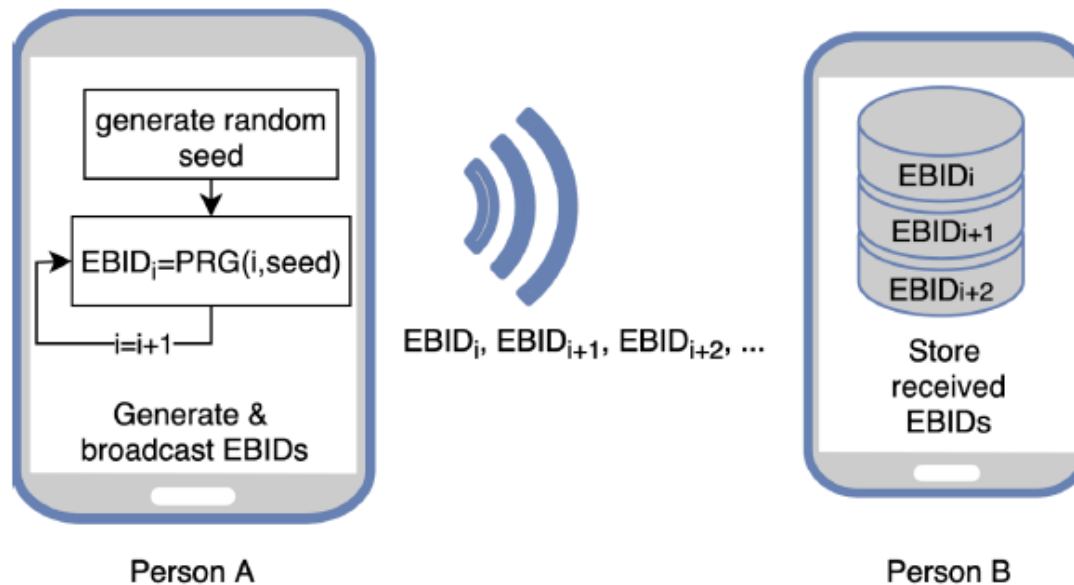 generate random
seed
EBIDᵢ=PRG(i,seed)
i=i+1
Generate &
broadcast EBIDs
Person A
EBIDᵢ, EBIDᵢ₊₁, EBIDᵢ₊₂, ...
EBIDi
EBIDi+1
EBIDi+2
Store
received
EBIDs
Person B